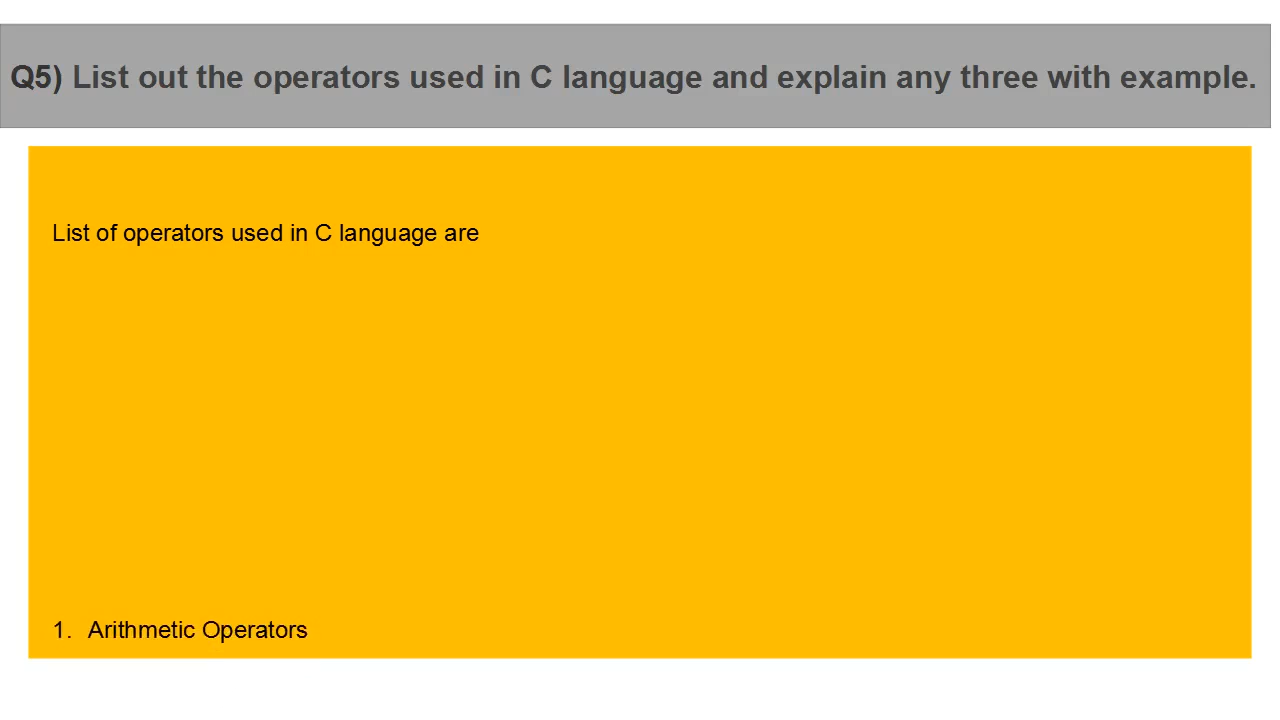 Q5) List out the operators used in C language and explain any three with example.
List of operators used in C language are
1. Arithmetic Operators